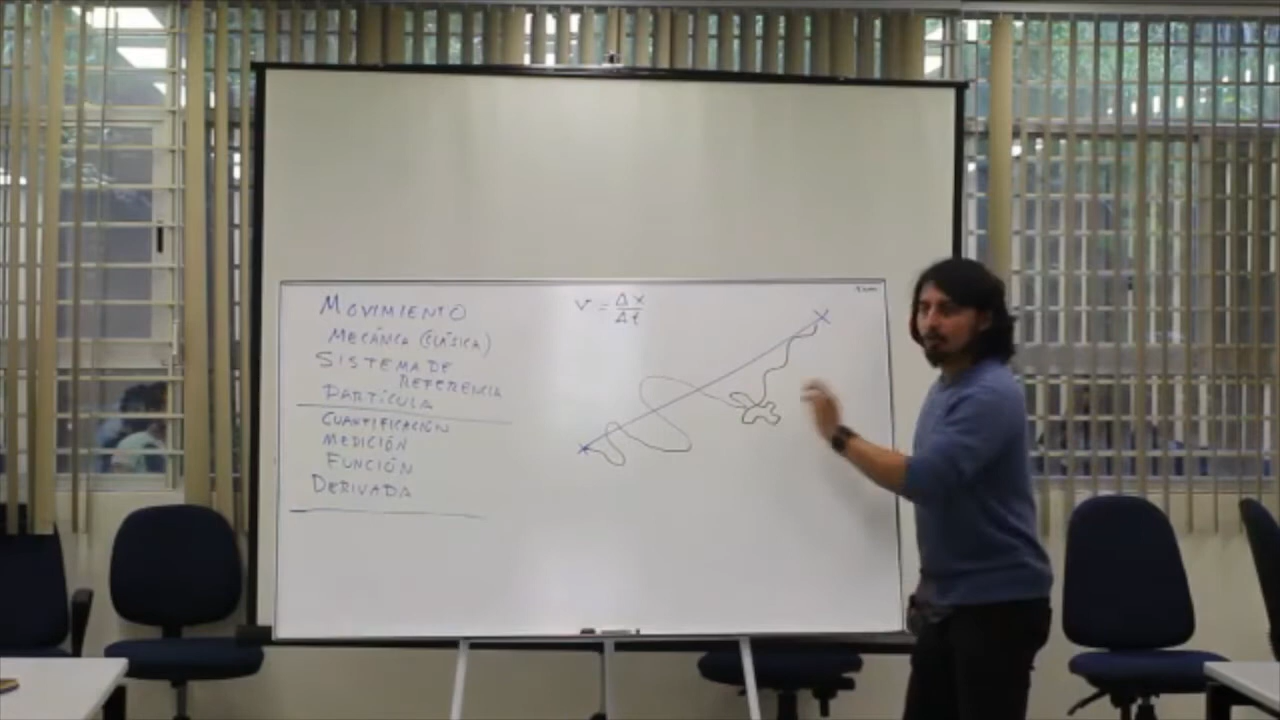 MOVIMIENTO
MECÁNICA (CLÁSICA)
SISTEMA DE
REFERENCIA
PARTÍCULA
CUANTIFICACIÓN
MEDICIÓN
FUNCIÓN
DERIVADA
v = Δx/Δt